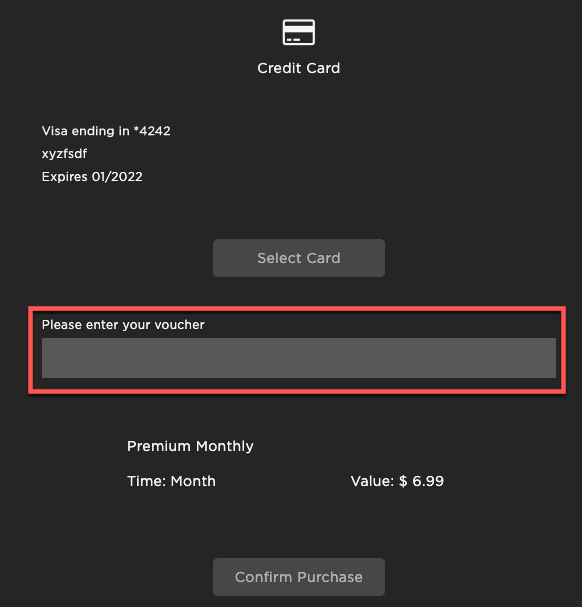 Credit Card
Visa ending in *4242
xyzfsdf
Expires 01/2022
Select Card
Please enter your voucher
Premium Monthly
Time: Month Value: $ 6.99
Confirm Purchase